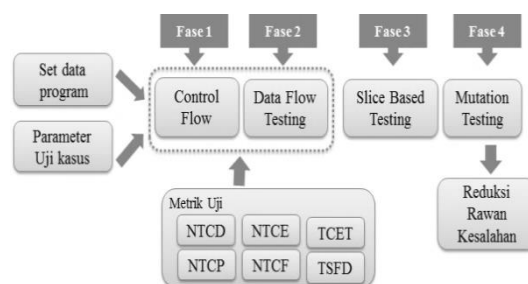 Fase 1
Fase 2
Fase 3
Fase 4
Set data
program
Parameter
Uji kasus
Control
Flow
Data Flow
Testing
Slice Based
Testing
Mutation
Testing
Metrik Uji
NTCD
NTCE
TCET
NTCP
NTCF
TSFD
Reduksi
Rawan
Kesalahan